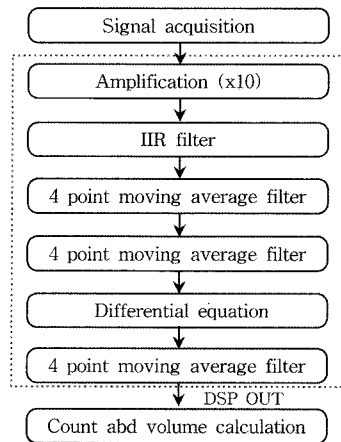 Signal acquisition
Amplification (x10)
IIR filter
4 point moving average filter
4 point moving average filter
Differential equation
4 point moving average filter
DSP OUT
Count abd volume calculation